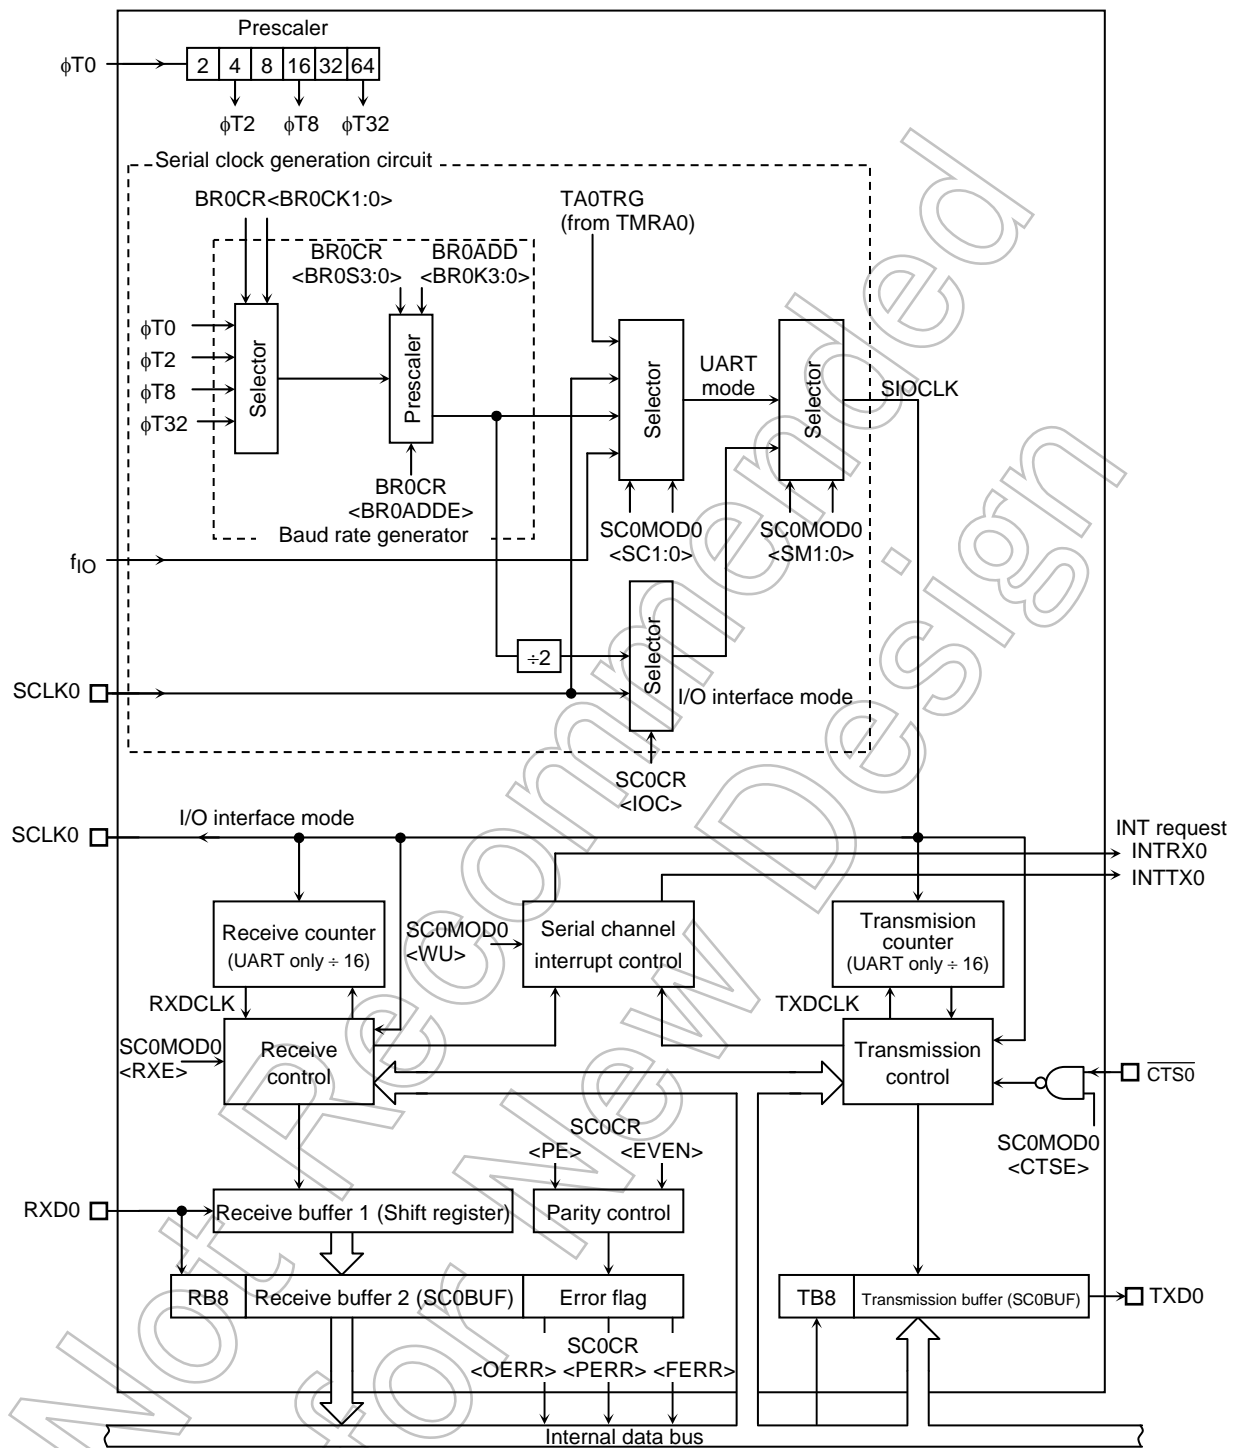 Prescaler
ϕT0
2 4 8 16 32 64
ϕT2 ϕT8 ϕT32
Serial clock generation circuit
BR0CR<BR0CK1:0>
TA0TRG
(from TMRA0)
BR0CR
<BR0S3:0>
BR0ADD
<BR0K3:0>
ϕT0
ϕT2
ϕT8
ϕT32
Selector
Prescaler
Selector
UART
mode
Selector
SIOCLK
BR0CR
<BR0ADDE>
Baud rate generator
SC0MOD0
<SC1:0>
SC0MOD0
<SM1:0>
fIO
÷2
Selector
SCLK0
I/O interface mode
SC0CR
<IOC>
SCLK0
I/O interface mode
INT request
INTRX0
INTTX0
Receive counter
(UART only ÷ 16)
SC0MOD0
<WU>
Serial channel
interrupt control
Transmision
counter
(UART only ÷ 16)
RXDCLK
TXDCLK
SC0MOD0
<RXE>
Receive
control
Transmission
control
CTS0
SC0MOD0
<CTSE>
SC0CR
<PE> <EVEN>
RXD0
Receive buffer 1 (Shift register)
Parity control
RB8
Receive buffer 2 (SC0BUF)
Error flag
TB8
Transmission buffer (SC0BUF)
TXD0
SC0CR
<OERR> <PERR> <FERR>
Internal data bus
Not Recommended
for New Design